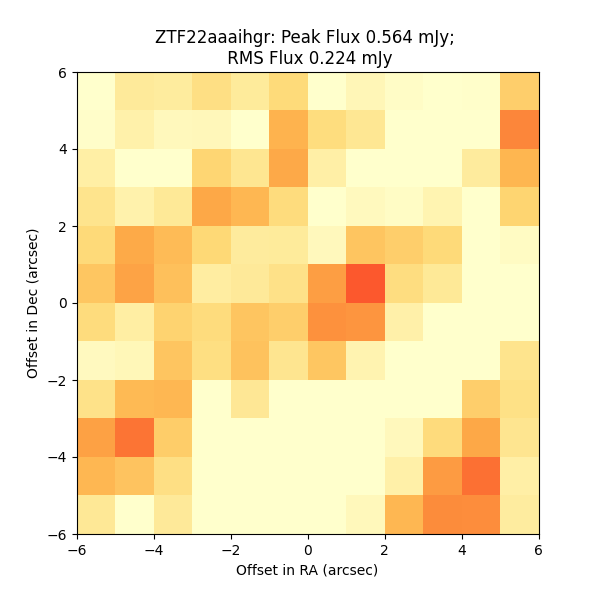 ZTF22aaaihgr: Peak Flux 0.564 mJy;
RMS Flux 0.224 mJy
6
4
2
0
−2
−4
−6
Offset in Dec (arcsec)
−6 −4 −2 0 2 4 6
Offset in RA (arcsec)